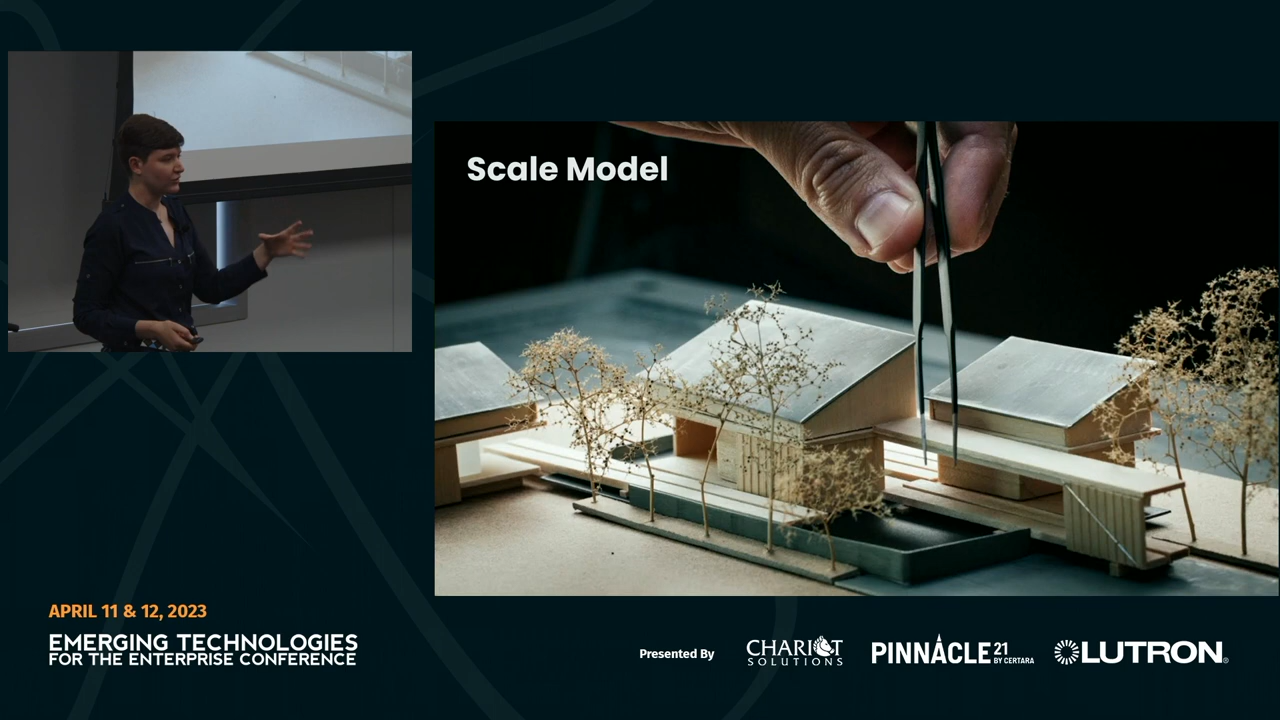 Scale Model
APRIL 11 & 12, 2023
EMERGING TECHNOLOGIES
FOR THE ENTERPRISE CONFERENCE
Presented By
CHARIOT
SOLUTIONS
PINNACLE 21
BY CERTARA
LUTRON®